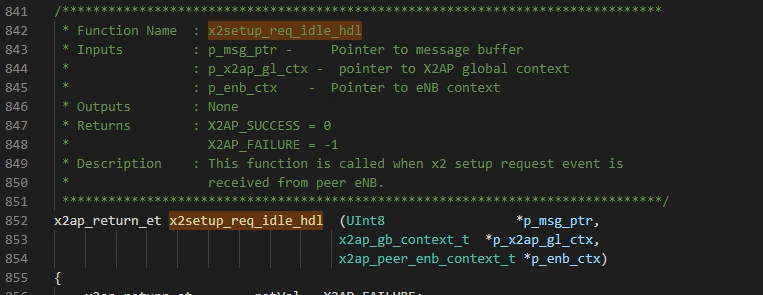 841 /******************************************************************************
842 * Function Name : x2setup_req_idle_hdl
843 * Inputs : p_msg_ptr - Pointer to message buffer
844 * : p_x2ap_gl_ctx - pointer to X2AP global context
845 * : p_enb_ctx - Pointer to eNB context
846 * Outputs : None
847 * Returns : X2AP_SUCCESS = 0
848 * X2AP_FAILURE = -1
849 * Description : This function is called when x2 setup request event is
850 * received from peer eNB.
851 ******************************************************************************/
852 x2ap_return_et x2setup_req_idle_hdl (UInt8 *p_msg_ptr,
853 x2ap_gb_context_t *p_x2ap_gl_ctx,
854 x2ap_peer_enb_context_t *p_enb_ctx)
855 {